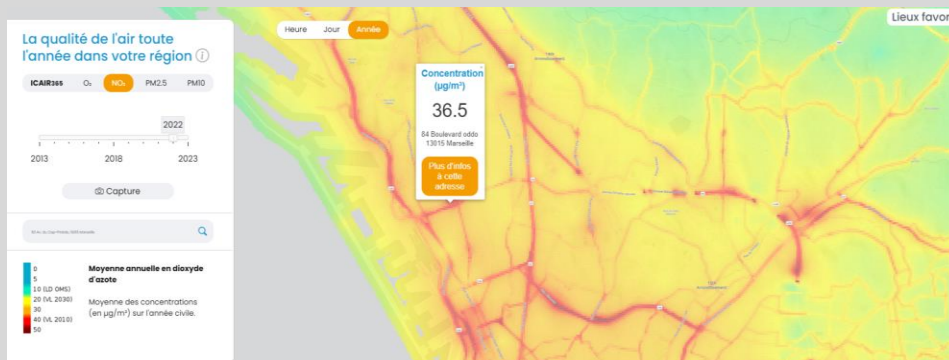 La qualité de l'air toute
l'année dans votre région
ICAIR365 O₃ NO₂ PM2.5 PM10
2022
2013 2018 2023
Capture
0
5
10 (LD OMS)
20 (VL 2030)
30
40 (VL 2010)
50
Moyenne annuelle en dioxyde
d'azote
Moyenne des concentrations
(en µg/m³) sur l'année civile.
Heure Jour Année
Concentration
(µg/m³)
36.5
84 Boulevard odds
13015 Marseille
Plus d'infos
à cette
adresse
Lieux favor